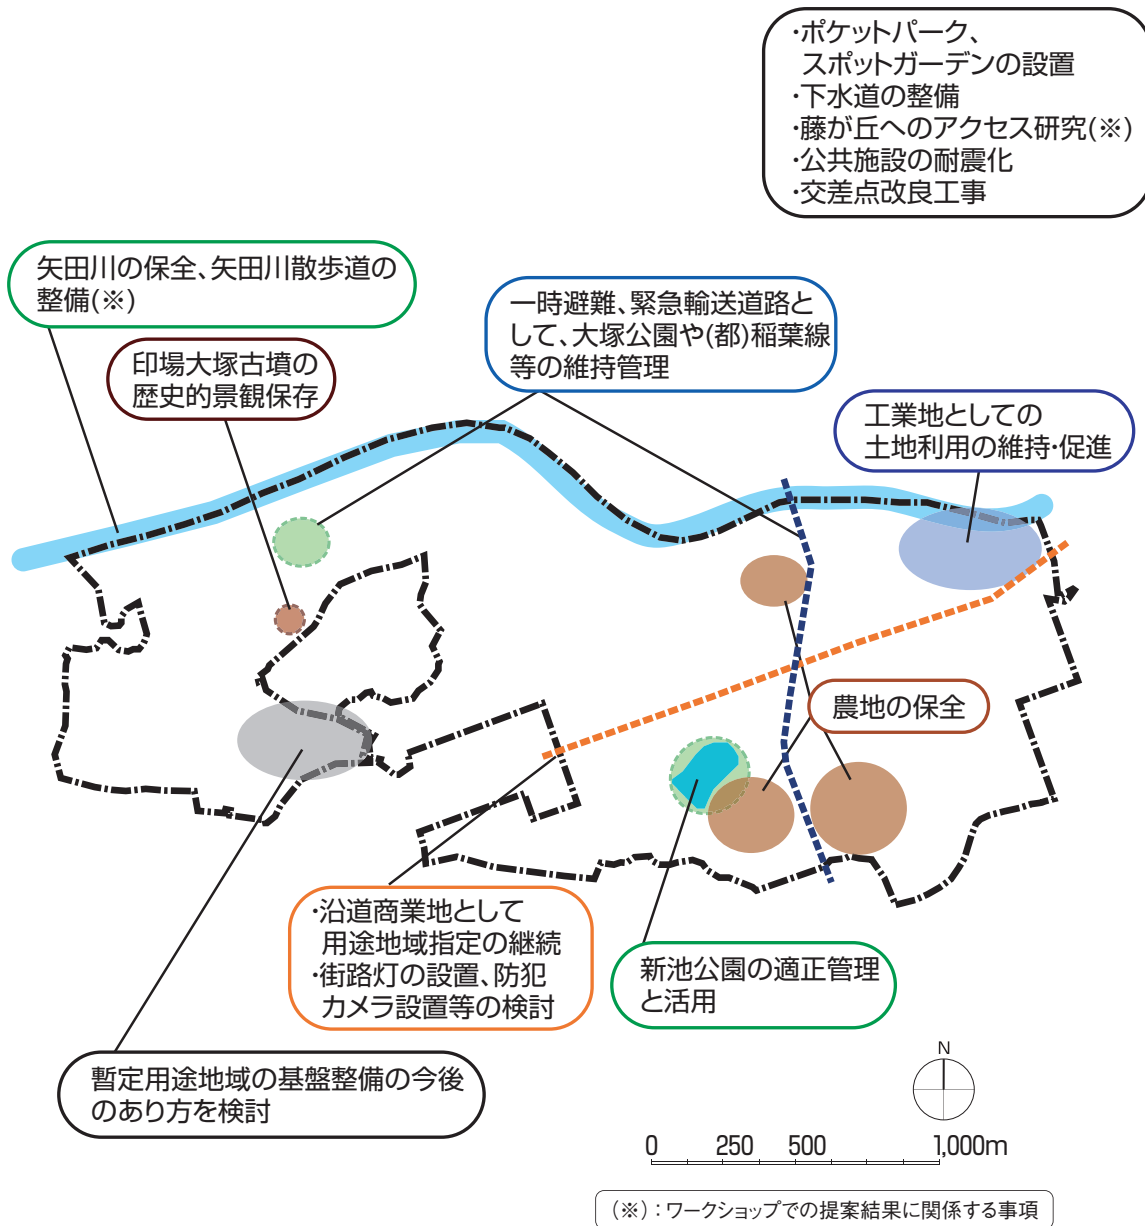 ・ポケットパーク、
スポットガーデンの設置
・下水道の整備
・藤が丘へのアクセス研究(※)
・公共施設の耐震化
・交差点改良工事
矢田川の保全、矢田川散歩道の
整備(※)
一時避難、緊急輸送道路と
して、大塚公園や(都)稲葉線
等の維持管理
印場大塚古墳の
歴史的景観保存
工業地としての
土地利用の維持・促進
農地の保全
・沿道商業地として
用途地域指定の継続
・街路灯の設置、防犯
カメラ設置等の検討
新池公園の適正管理
と活用
暫定用途地域の基盤整備の今後
のあり方を検討
N
0 250 500 1,000m
(※)：ワークショップでの提案結果に関係する事項